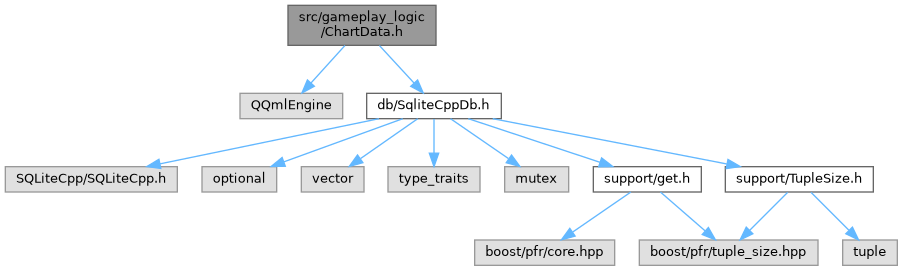 src/gameplay_logic
/ChartData.h
QQmlEngine
db/SqliteCppDb.h
SQLiteCpp/SQLiteCpp.h
optional
vector
type_traits
mutex
support/get.h
support/TupleSize.h
boost/pfr/core.hpp
boost/pfr/tuple_size.hpp
tuple